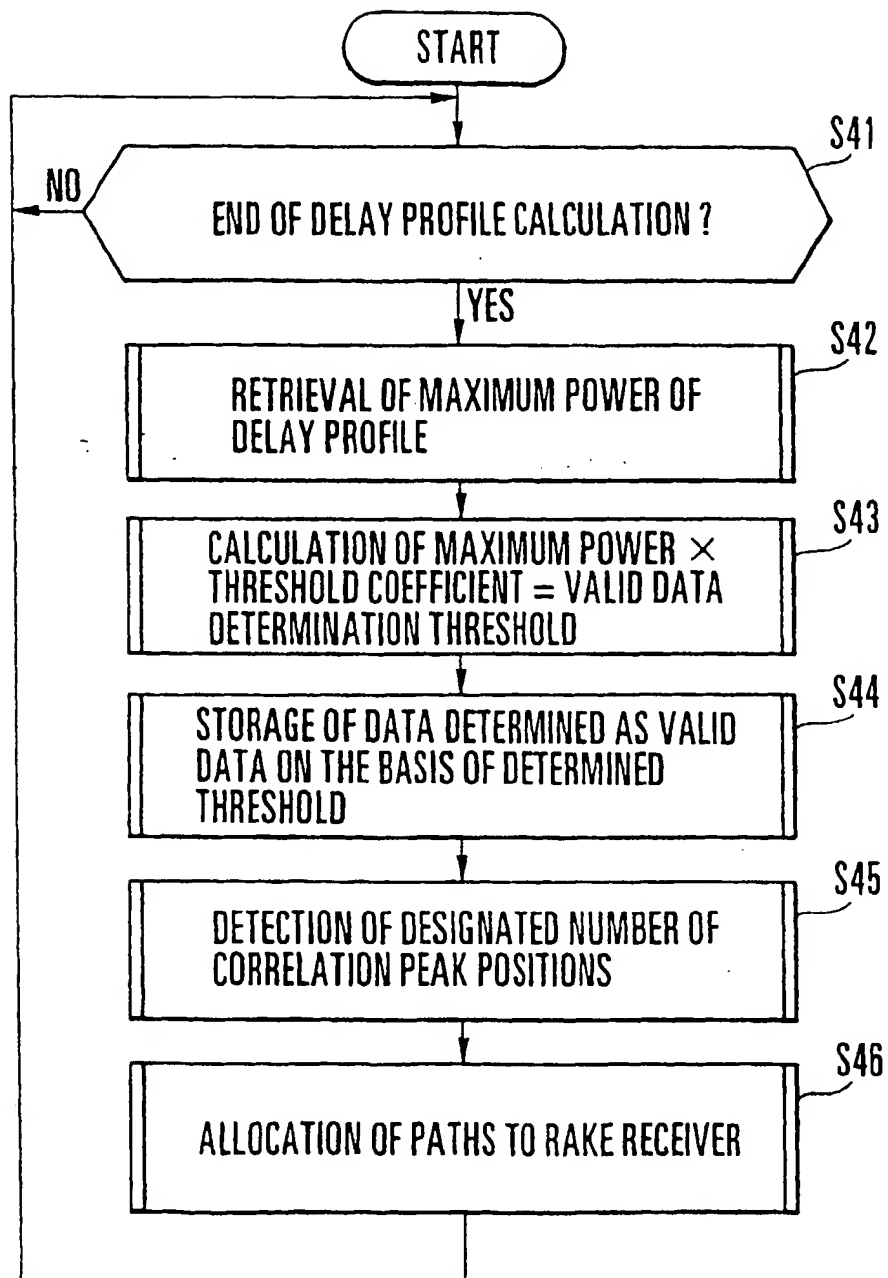 START
S41
NO
END OF DELAY PROFILE CALCULATION ?
YES
S42
RETRIEVAL OF MAXIMUM POWER OF
DELAY PROFILE
S43
CALCULATION OF MAXIMUM POWER ×
THRESHOLD COEFFICIENT = VALID DATA
DETERMINATION THRESHOLD
S44
STORAGE OF DATA DETERMINED AS VALID
DATA ON THE BASIS OF DETERMINED
THRESHOLD
S45
DETECTION OF DESIGNATED NUMBER OF
CORRELATION PEAK POSITIONS
S46
ALLOCATION OF PATHS TO RAKE RECEIVER